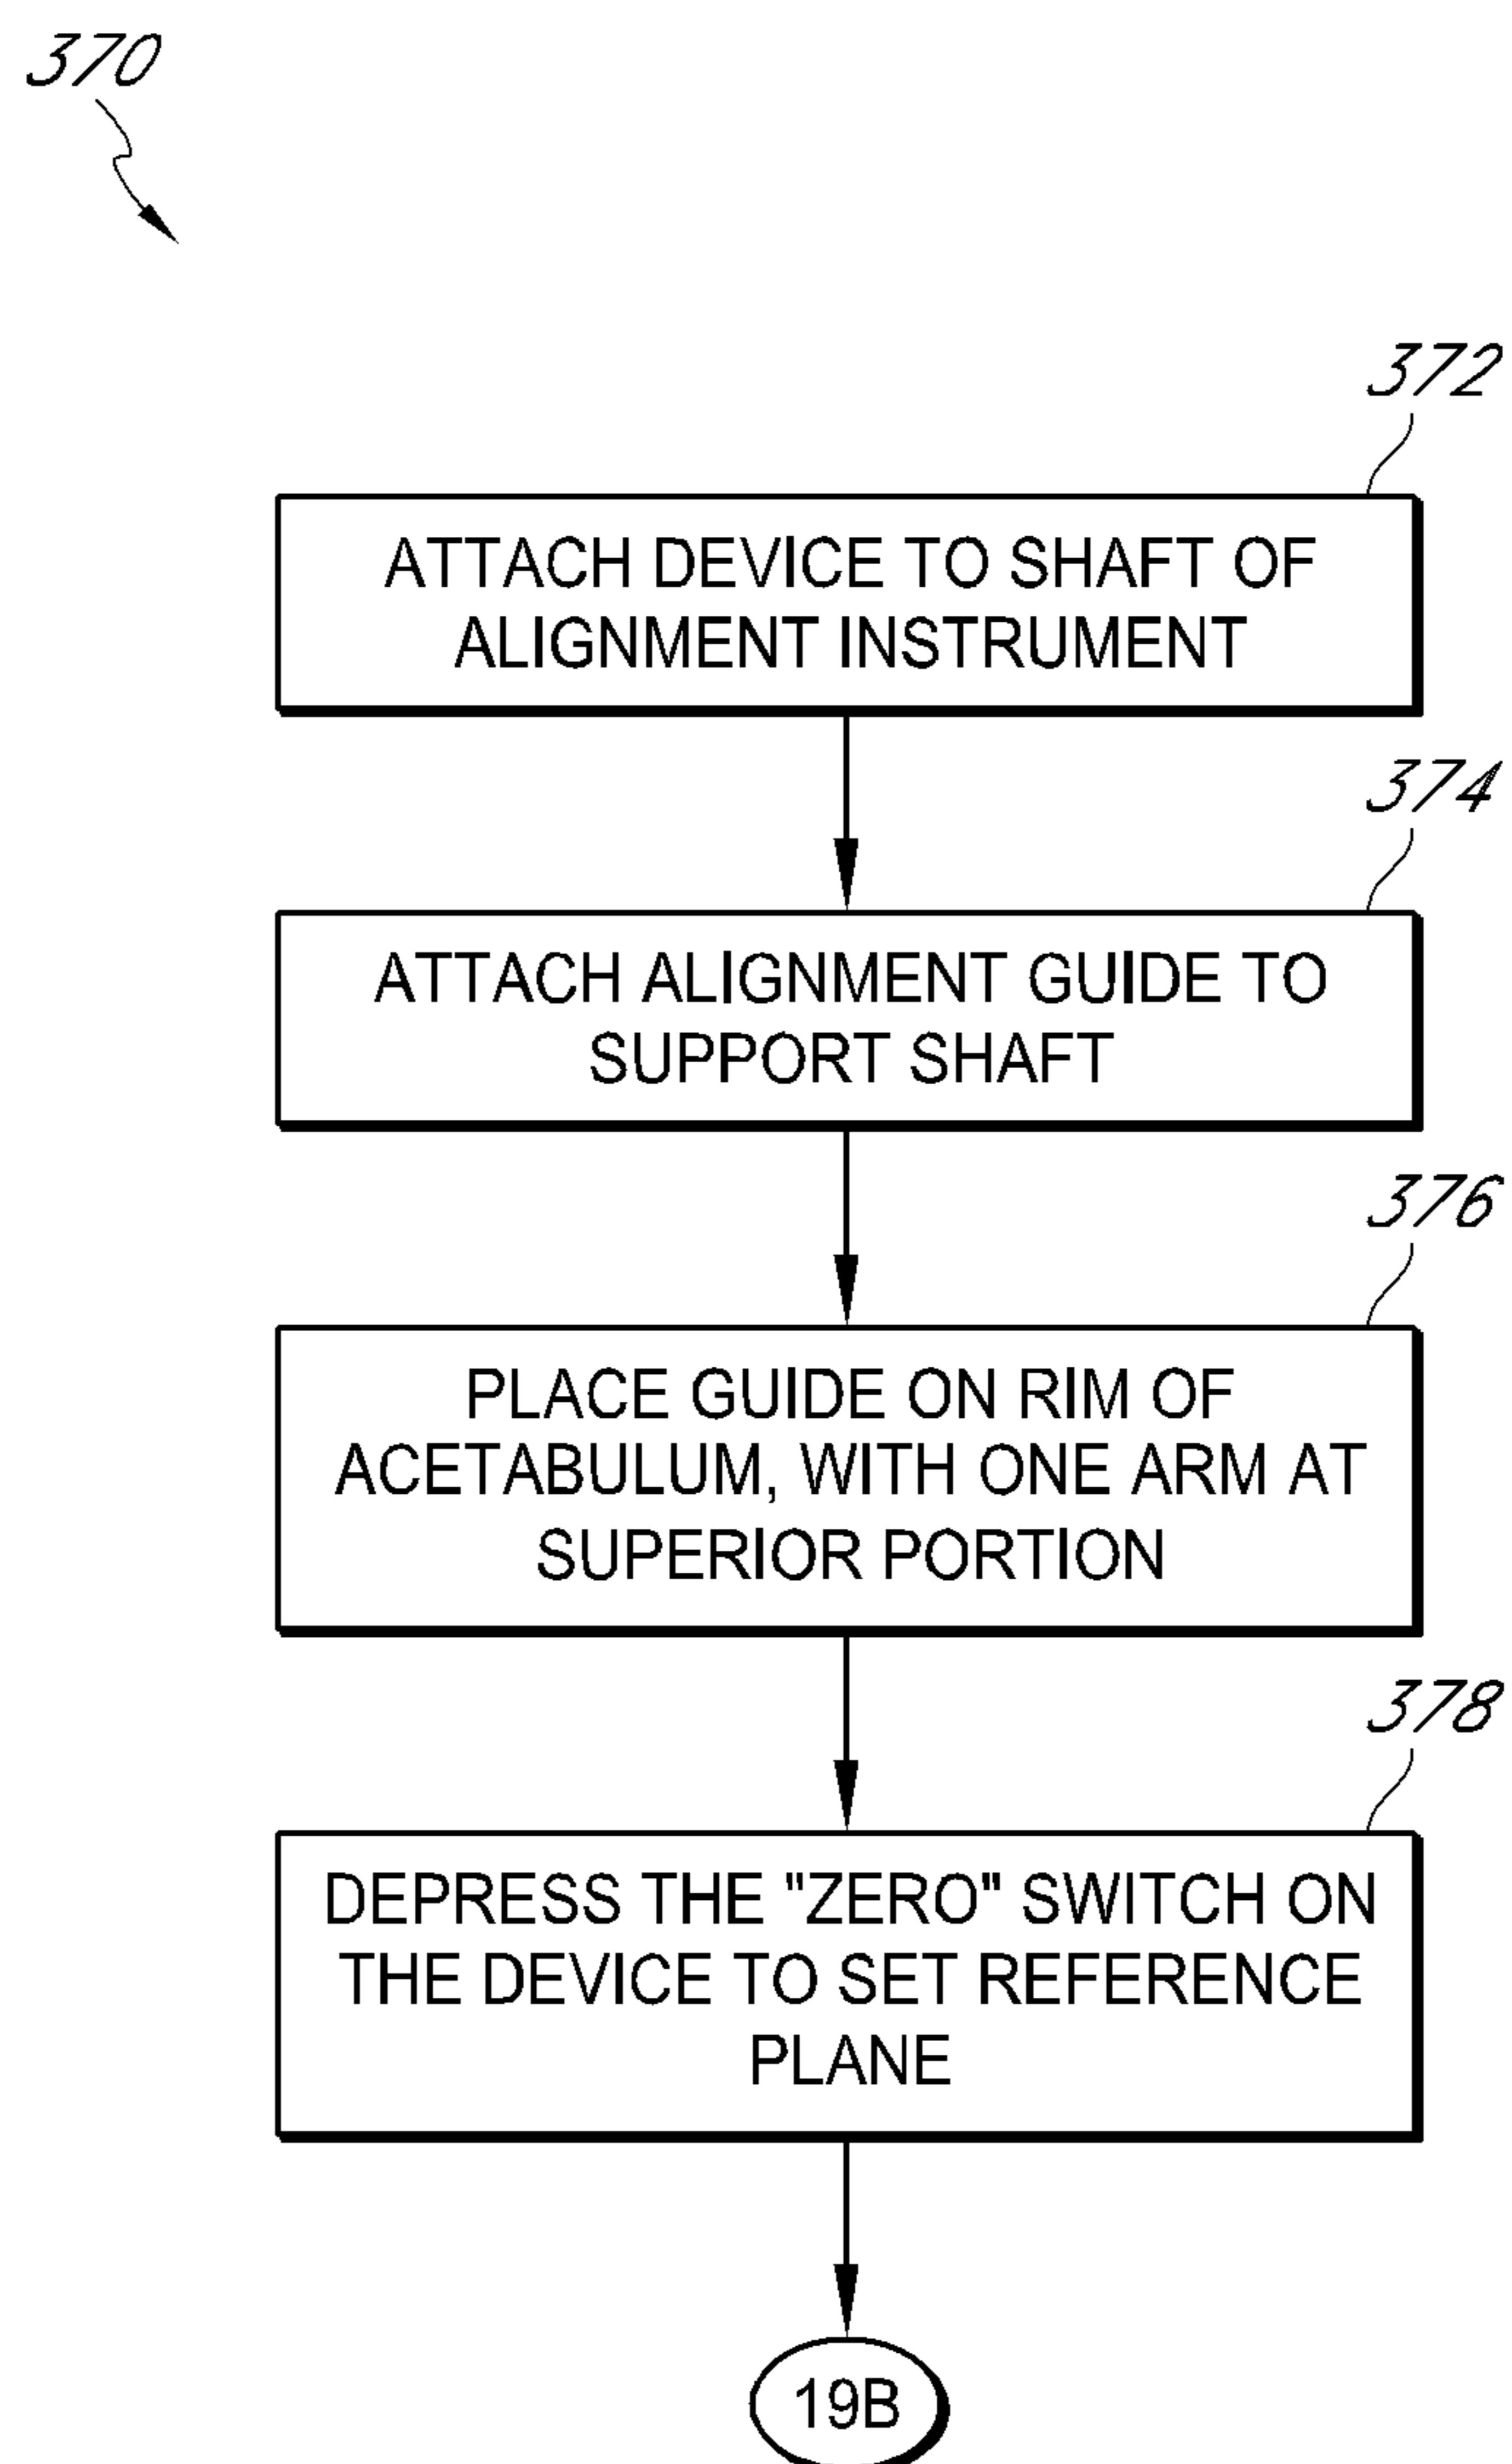 370
372
ATTACH DEVICE TO SHAFT OF
ALIGNMENT INSTRUMENT
374
ATTACH ALIGNMENT GUIDE TO
SUPPORT SHAFT
376
PLACE GUIDE ON RIM OF
ACETABULUM, WITH ONE ARM AT
SUPERIOR PORTION
378
DEPRESS THE "ZERO" SWITCH ON
THE DEVICE TO SET REFERENCE
PLANE
19B